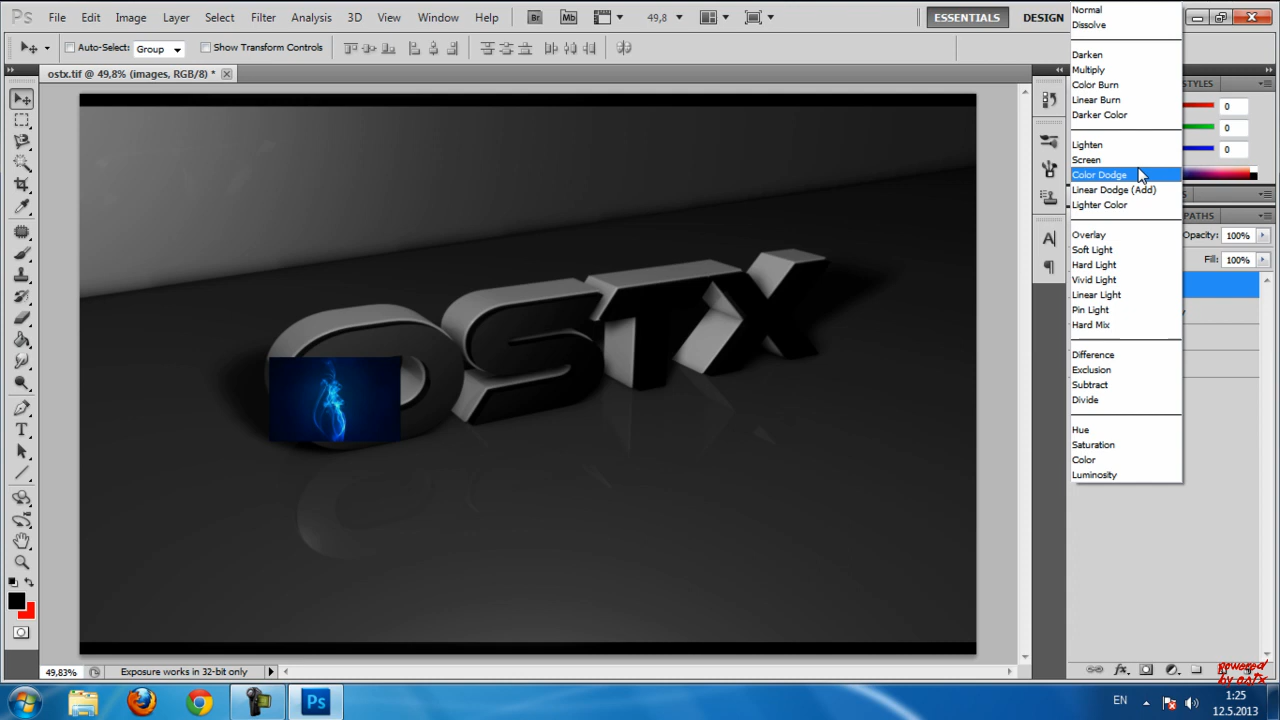 Ps File Edit Image Layer Select Filter Analysis 3D View Window Help Br Mb 49,8 ESSENTIALS DESIGN
Auto-Select: Group Show Transform Controls
ostx.tif @ 49,8% (images, RGB/8) *
Normal
Dissolve
Darken
Multiply
Color Burn
Linear Burn
Darker Color
Lighten
Screen
Color Dodge
Linear Dodge (Add)
Lighter Color
Overlay
Soft Light
Hard Light
Vivid Light
Linear Light
Pin Light
Hard Mix
Difference
Exclusion
Subtract
Divide
Hue
Saturation
Color
Luminosity
STYLES
0
0
0
PATHS
Opacity: 100%
Fill: 100%
OSTX
49,83% Exposure works in 32-bit only
powered
by ostx
Ps EN 1:25
12.5.2013